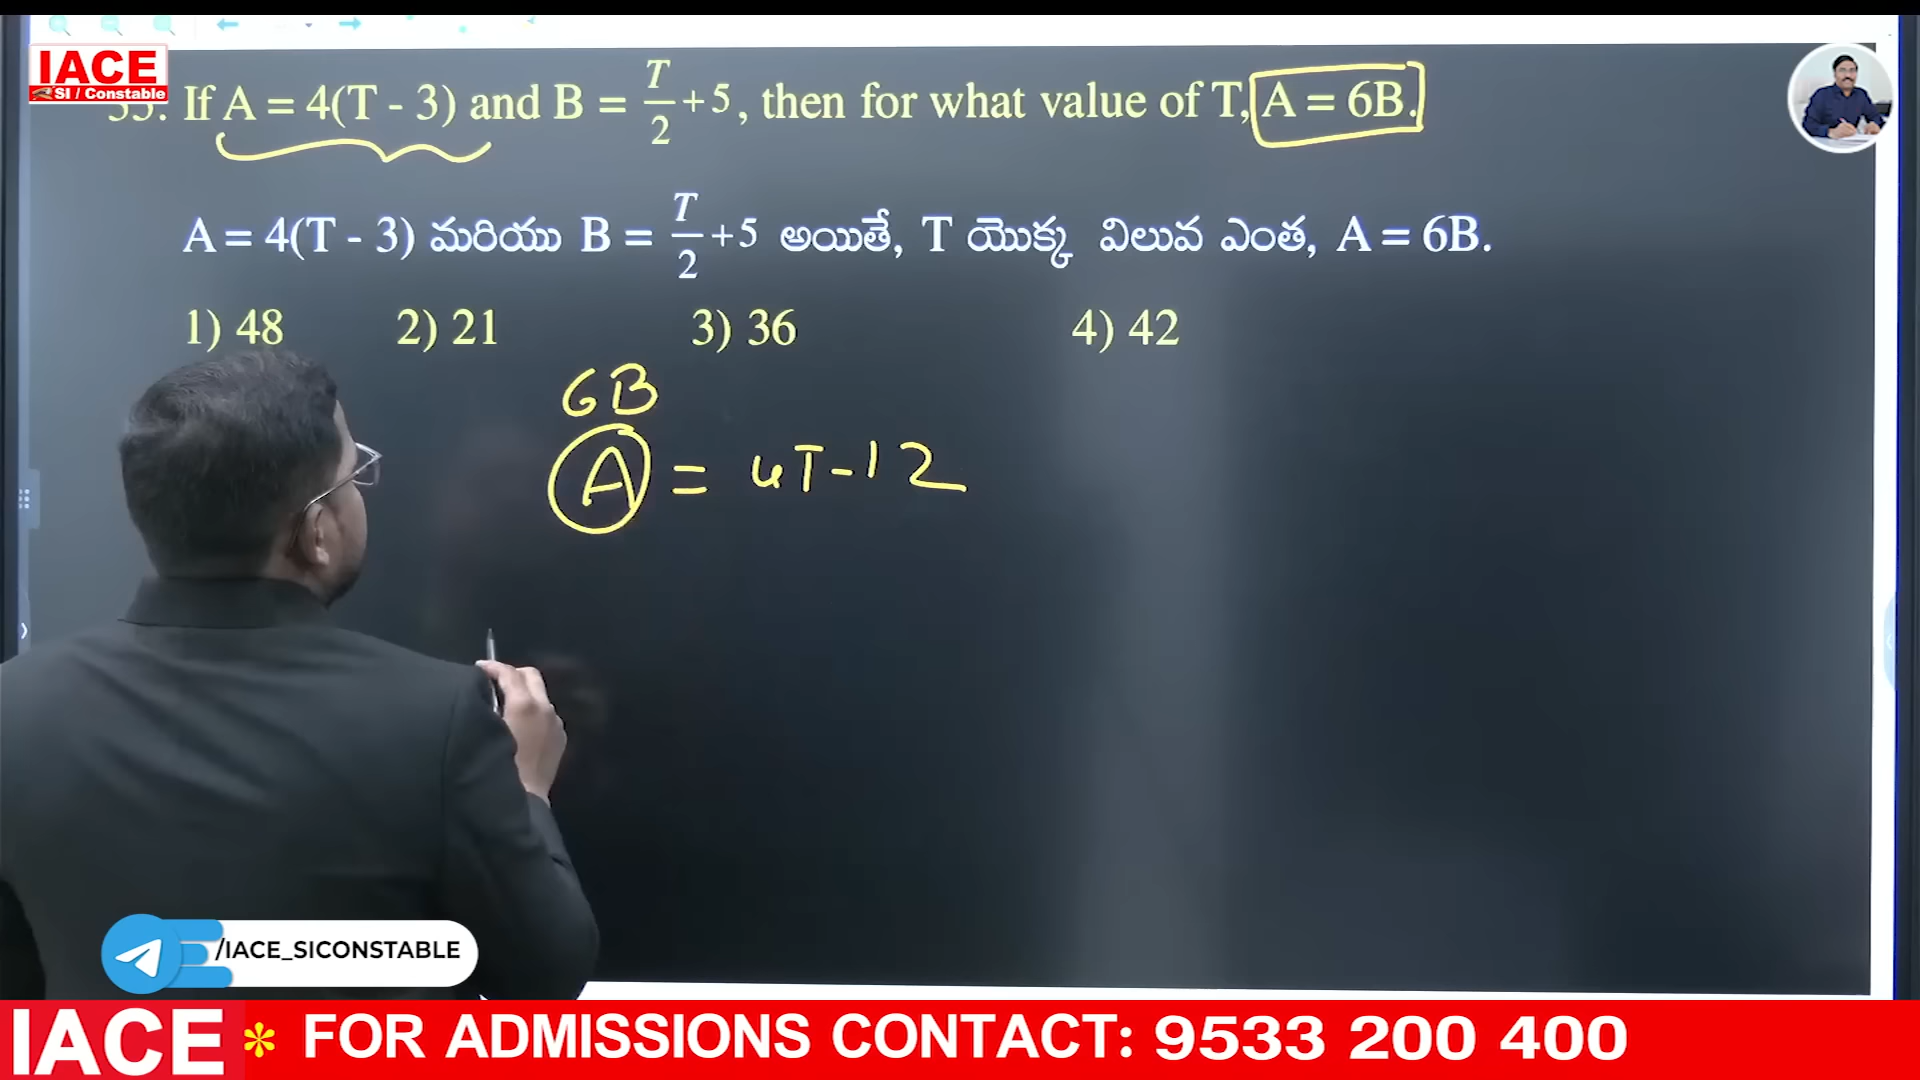 IACE
SI / Constable
55. If A = 4(T - 3) and B = T/2 + 5, then for what value of T, A = 6B.
A = 4(T - 3) మరియు B = T/2 + 5 అయితే, T యొక్క విలువ ఎంత, A = 6B.
1) 48 2) 21 3) 36 4) 42
6B
A = 4T - 12
/IACE_SICONSTABLE
IACE * FOR ADMISSIONS CONTACT: 9533 200 400